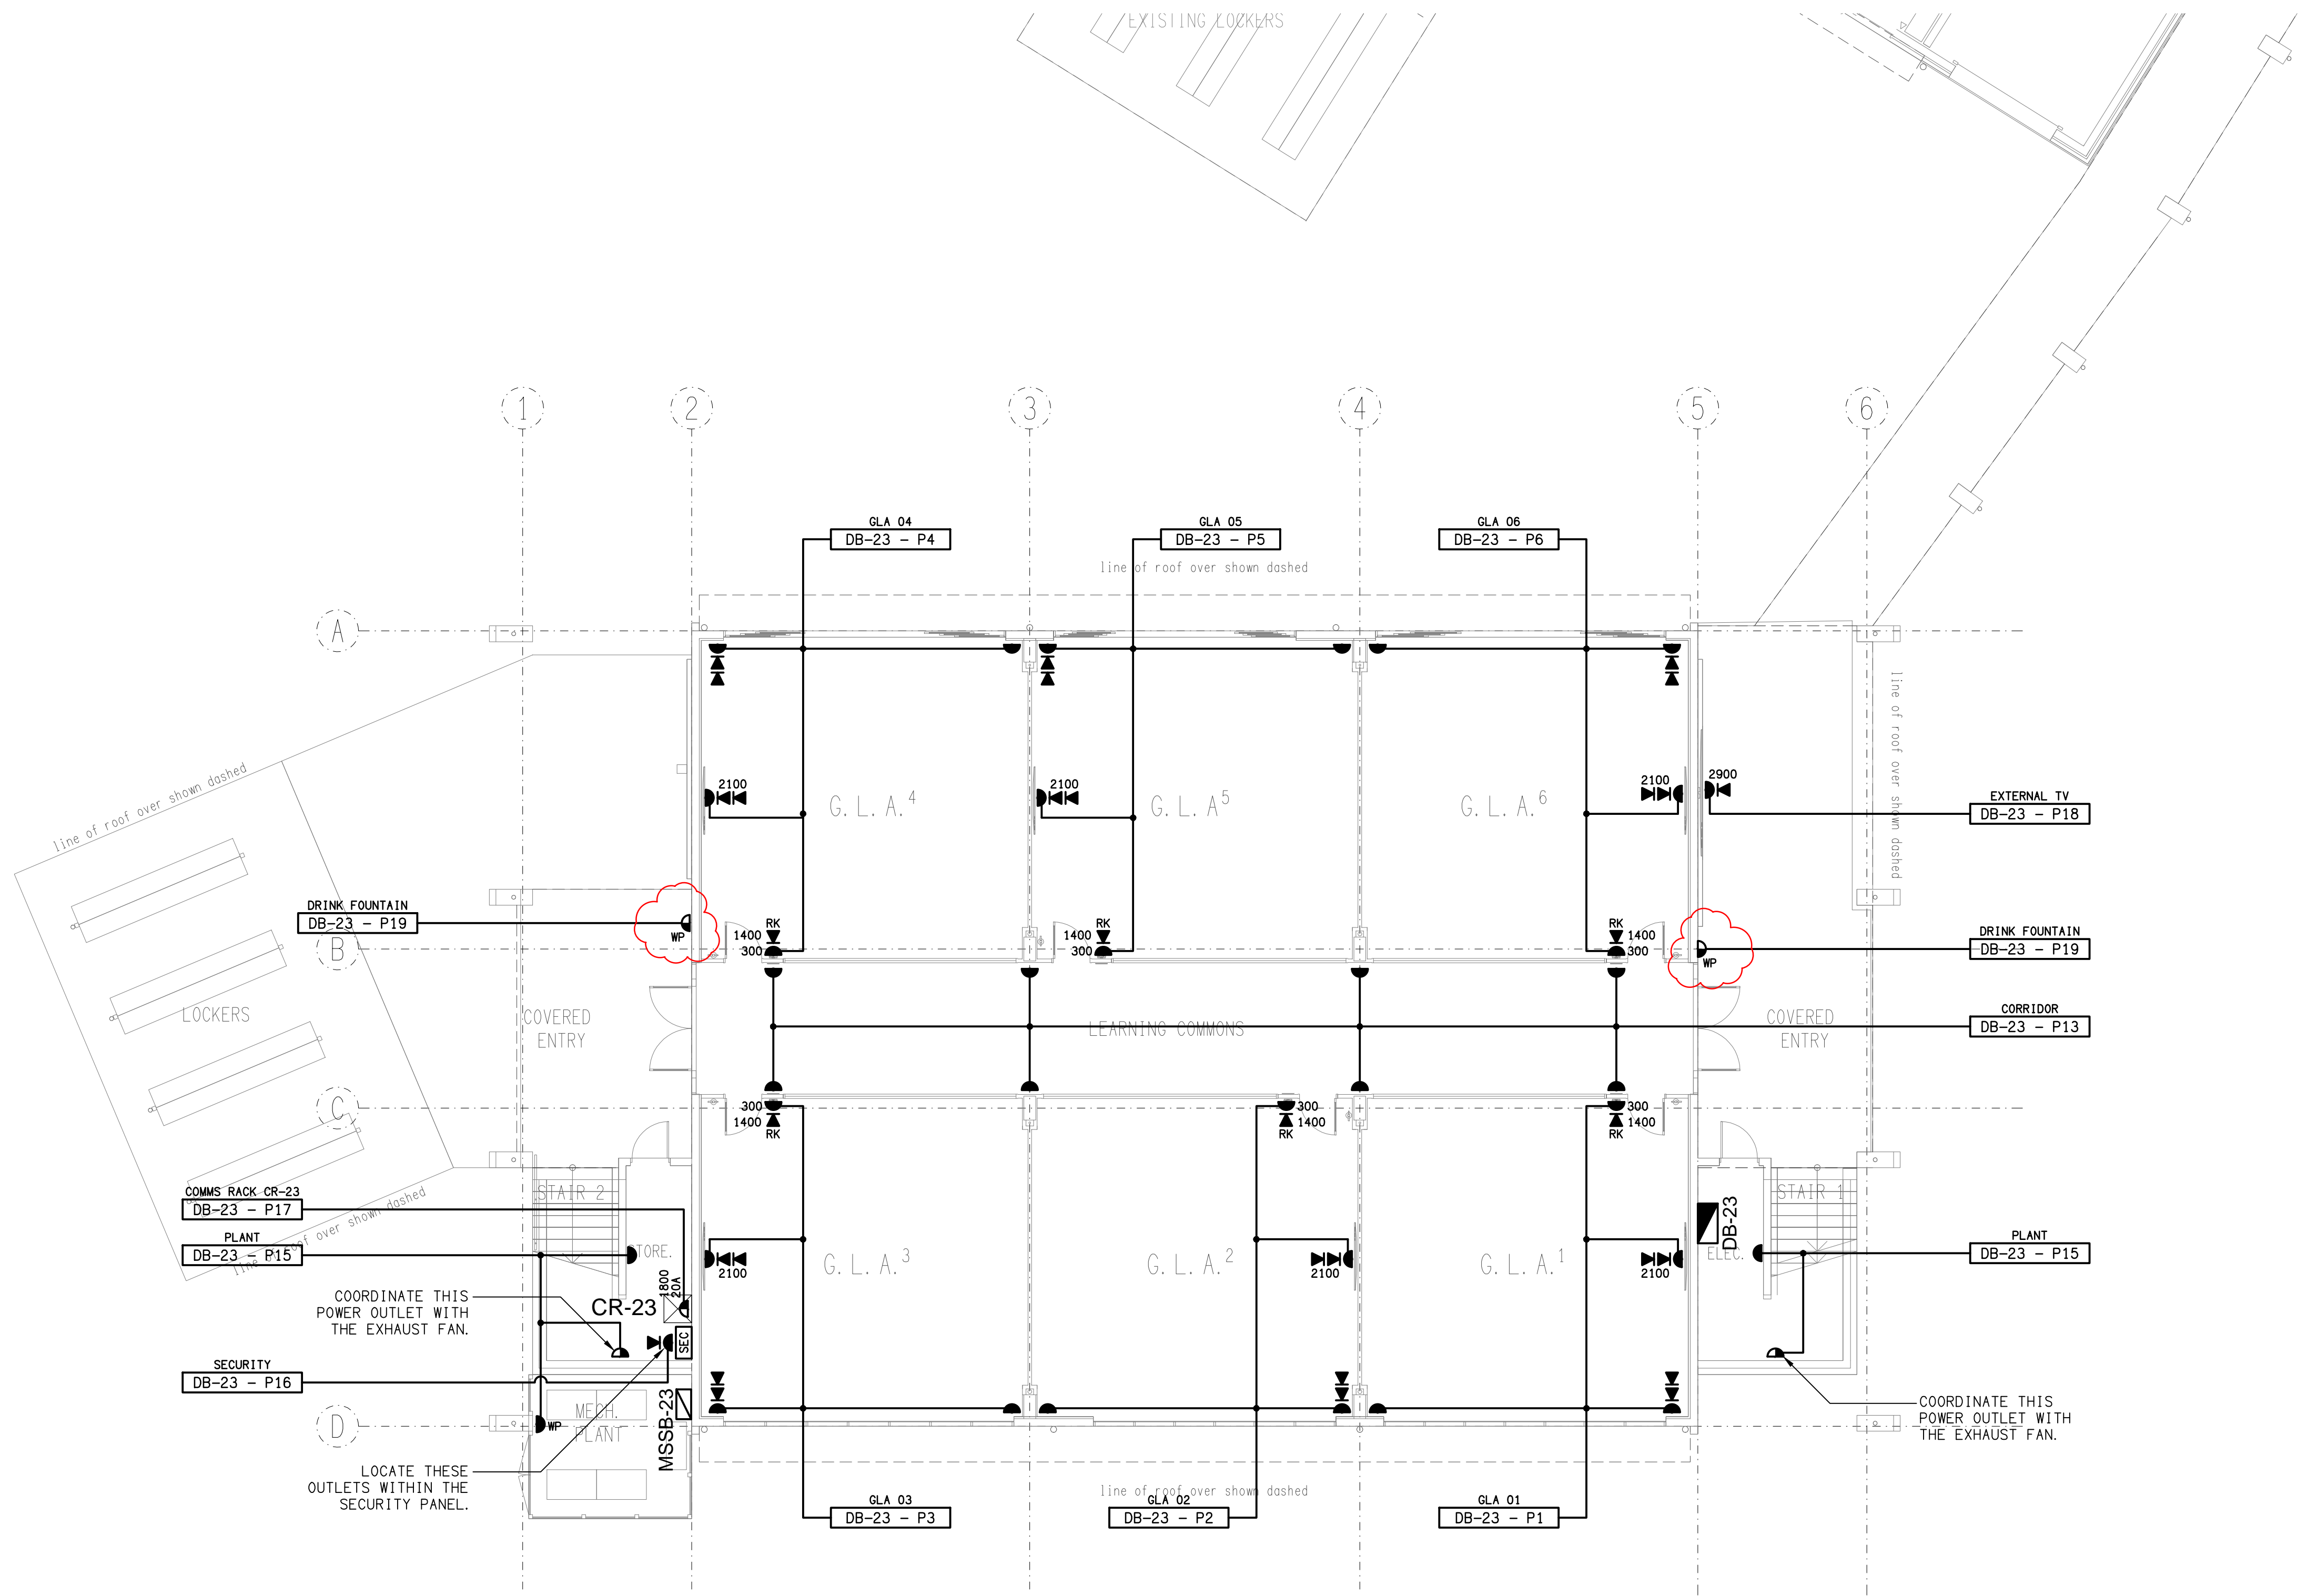 EXISTING LOCKERS
1
2
3
4
5
6
GLA 04
DB-23 - P4
GLA 05
DB-23 - P5
GLA 06
DB-23 - P6
line of roof over shown dashed
A
line of roof over shown dashed
2100
2100
2100
2900
G. L. A.4
G. L. A5
G. L. A.6
EXTERNAL TV
DB-23 - P18
line of roof over shown dashed
DRINK FOUNTAIN
DB-23 - P19
WP
B
RK
1400
300
RK
1400
300
RK
1400
300
WP
DRINK FOUNTAIN
DB-23 - P19
LOCKERS
COVERED
ENTRY
LEARNING COMMONS
COVERED
ENTRY
CORRIDOR
DB-23 - P13
C
300
1400
RK
300
1400
RK
300
1400
RK
COMMS RACK CR-23
DB-23 - P17
STAIR 2
STAIR 1
DB-23
line of roof over shown dashed
PLANT
DB-23 - P15
STORE.
ELEC.
PLANT
DB-23 - P15
G. L. A.3
G. L. A.2
G. L. A.1
2100
2100
2100
1800
20A
CR-23
SEC
COORDINATE THIS
POWER OUTLET WITH
THE EXHAUST FAN.
SECURITY
DB-23 - P16
MSSB-23
D
WP
MECH.
PLANT
COORDINATE THIS
POWER OUTLET WITH
THE EXHAUST FAN.
LOCATE THESE
OUTLETS WITHIN THE
SECURITY PANEL.
line of roof over shown dashed
GLA 03
DB-23 - P3
GLA 02
DB-23 - P2
GLA 01
DB-23 - P1